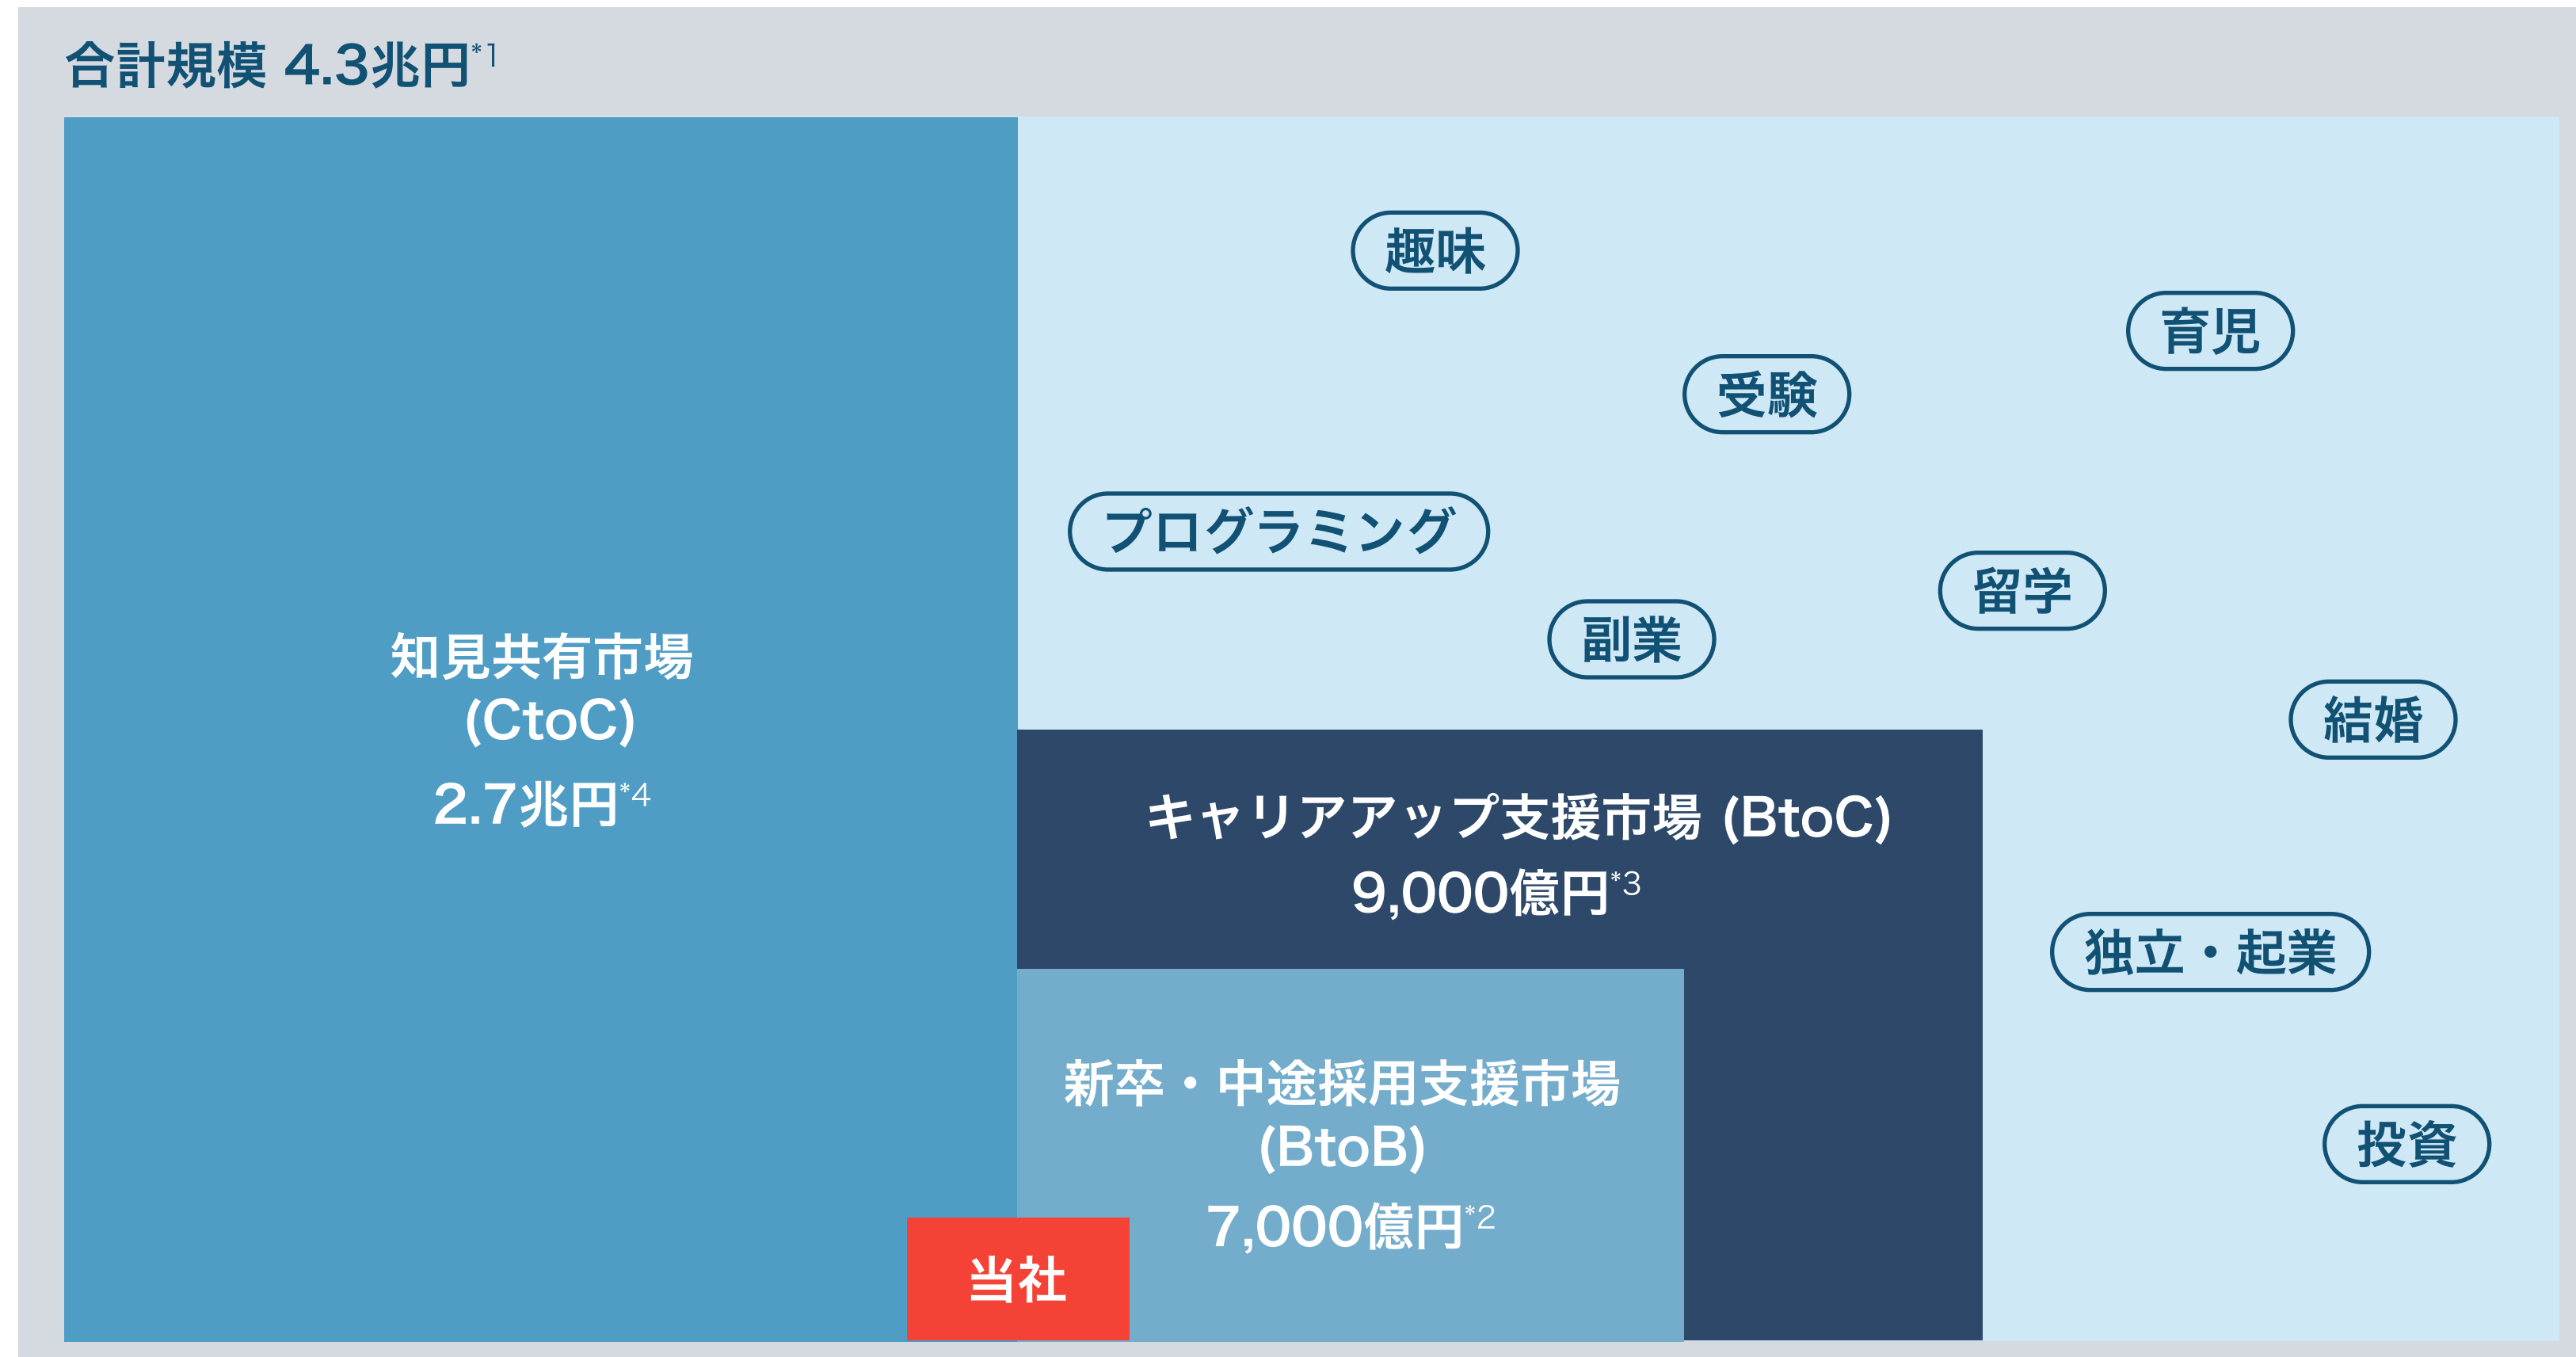 合計規模 4.3兆円*1
趣味
育児
受験
プログラミング
留学
副業
結婚
知見共有市場
(CtoC)
2.7兆円*4
キャリアアップ支援市場 (BtoC)
9,000億円*3
独立・起業
新卒・中途採用支援市場
(BtoB)
7,000億円*2
投資
当社